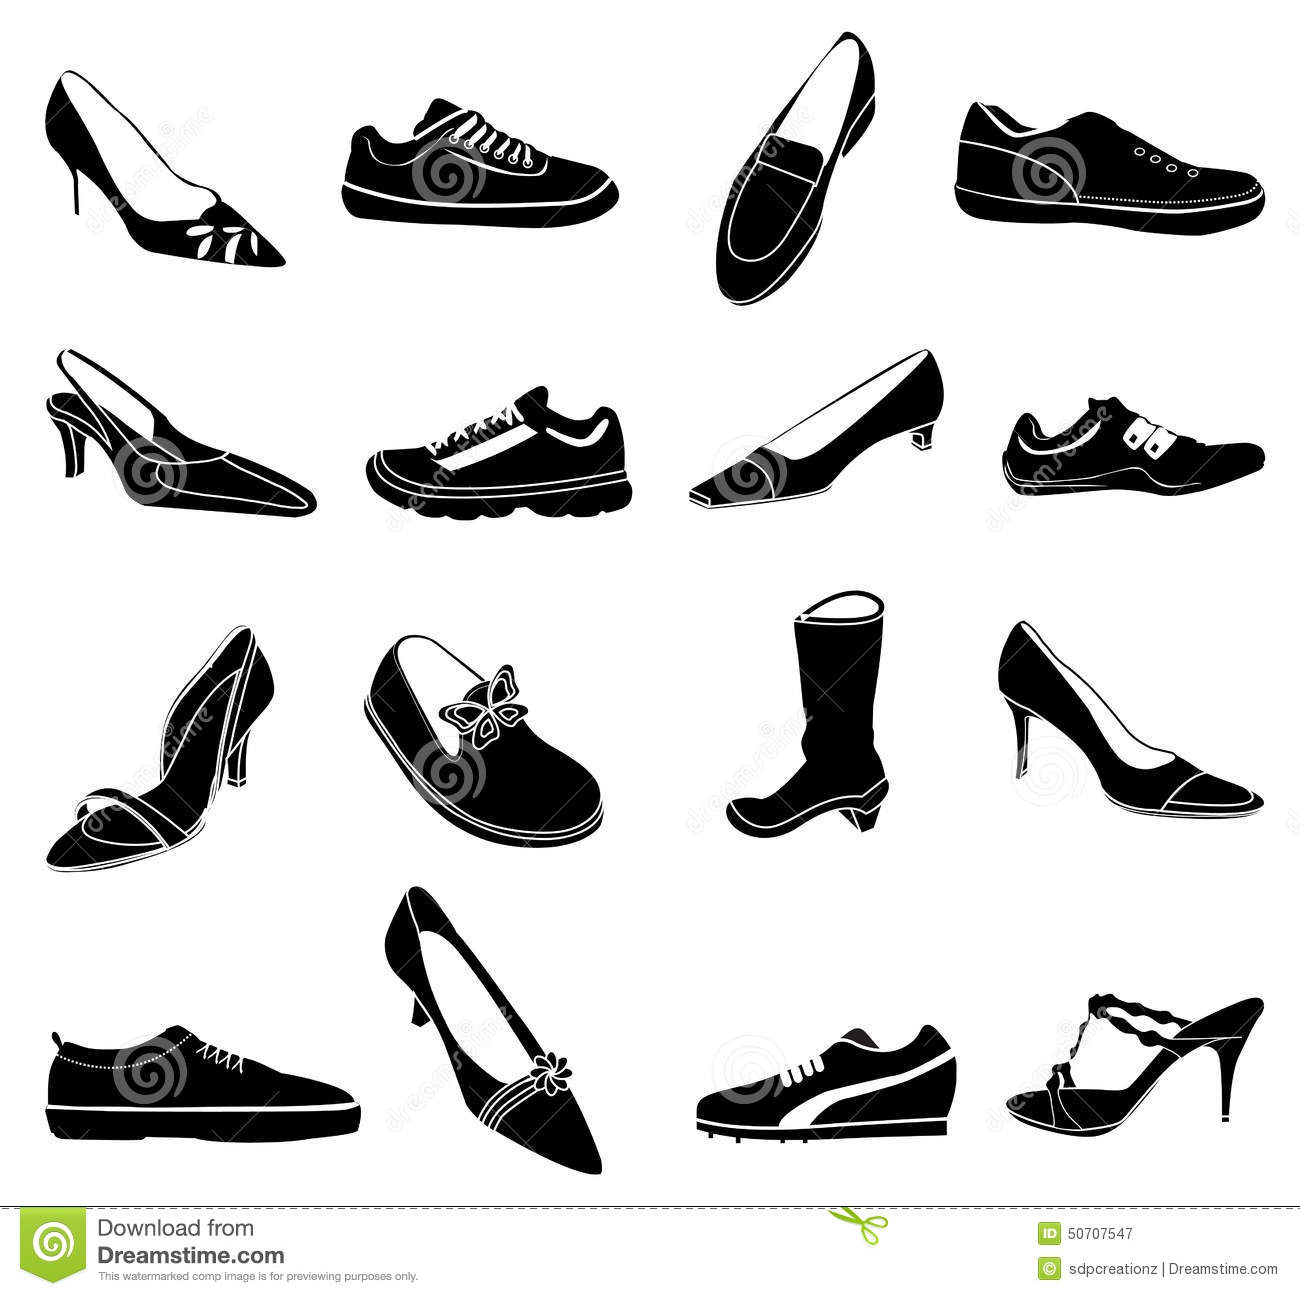 Download from
Dreamstime.com
This watermarked comp image is for previewing purposes only.
ID 50707547
© sdpcreationz | Dreamstime.com